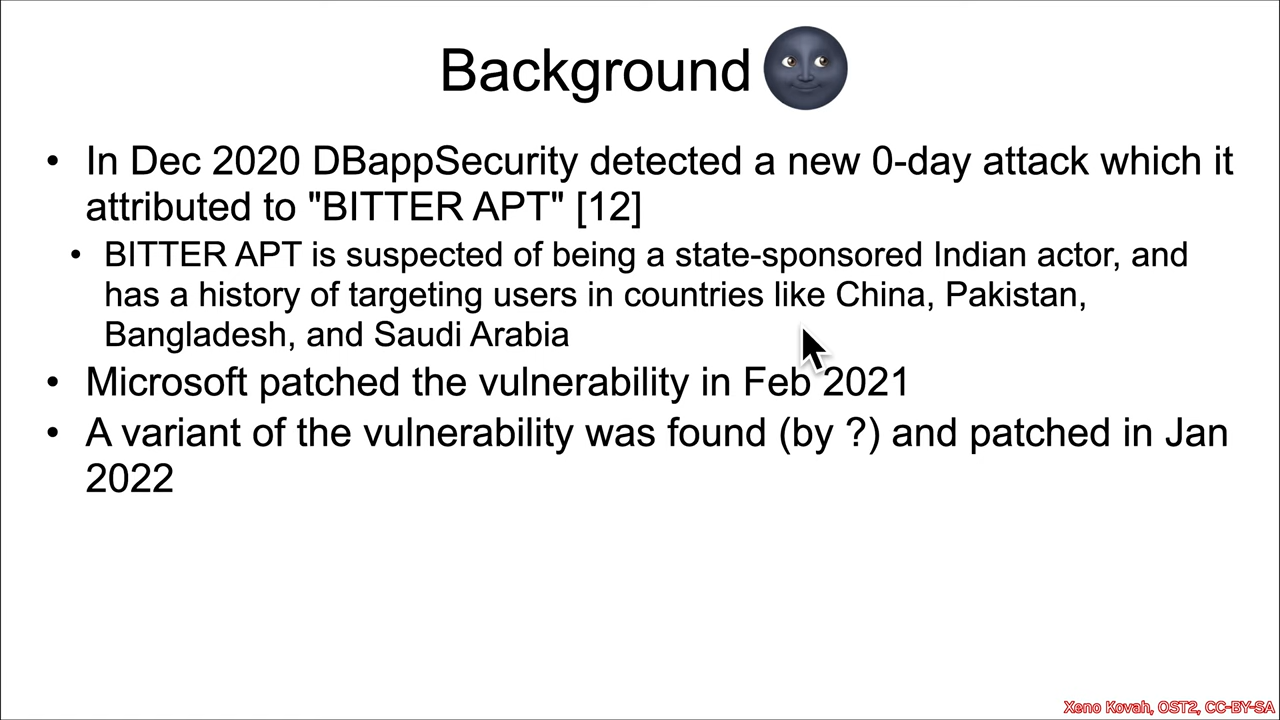 Background
• In Dec 2020 DBappSecurity detected a new 0-day attack which it
attributed to "BITTER APT" [12]
• BITTER APT is suspected of being a state-sponsored Indian actor, and
has a history of targeting users in countries like China, Pakistan,
Bangladesh, and Saudi Arabia
• Microsoft patched the vulnerability in Feb 2021
• A variant of the vulnerability was found (by ?) and patched in Jan
2022
Xeno Kovah, OST2, CC-BY-SA